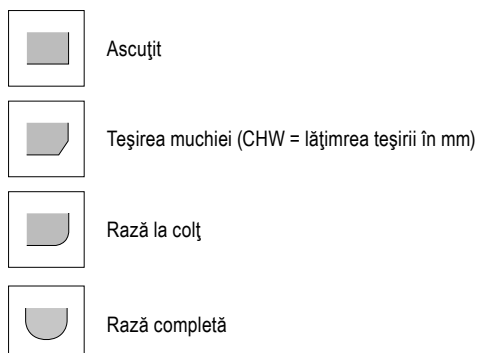 Ascuţit
Teşirea muchiei (CHW = lăţimrea teşirii în mm)
Rază la colţ
Rază completă